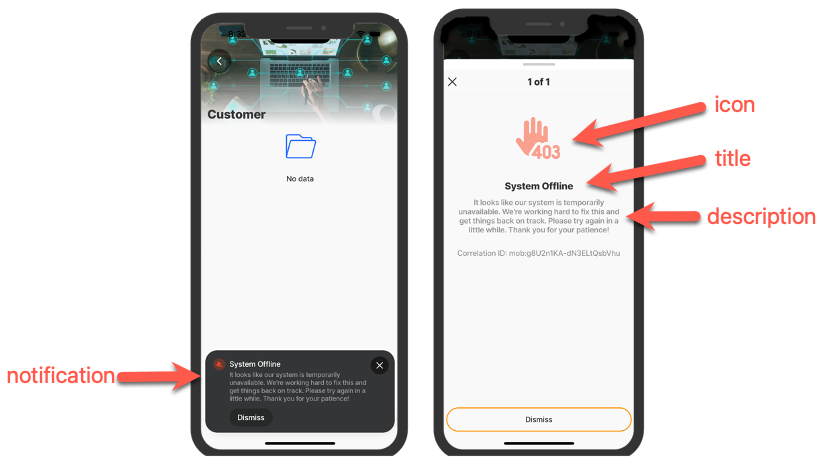 8:33
Customer
No data
notification
System Offline
It looks like our system is temporarily
unavailable. We're working hard to fix this and
get things back on track. Please try again in a
little while. Thank you for your patience!
Dismiss
1 of 1
403
System Offline
It looks like our system is temporarily
unavailable. We're working hard to fix this and
get things back on track. Please try again in a
little while. Thank you for your patience!
Correlation ID: mob:g8U2n1KA-dN3ELtQsbVhu
Dismiss
icon
title
description